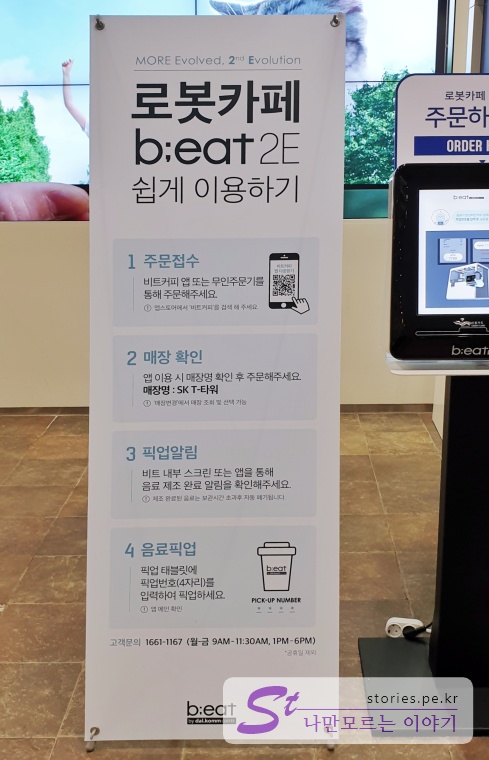 MORE Evolved, 2nd Evolution
로봇카페
b;eat 2E
쉽게 이용하기
1 주문접수
비트커피 앱 또는 무인주문기를
통해 주문해주세요.
앱스토어에서 '비트커피'를 검색 해 주세요
2 매장 확인
앱 이용 시 매장명 확인 후 주문해주세요.
매장명 : SK T-타워
'매장변경'에서 매장 조회 및 선택 가능
3 픽업알림
비트 내부 스크린 또는 앱을 통해
음료 제조 완료 알림을 확인해주세요.
제조 완료된 음료는 보관시간 초과후 자동 폐기됩니다
4 음료픽업
픽업 태블릿에
픽업번호(4자리)를
입력하여 픽업하세요.
앱 메인 확인
b;eat
PICK-UP NUMBER
* * * *
고객문의 1661-1167 (월-금 9AM-11:30AM, 1PM-6PM)
*공휴일 제외
b;eat
by dal.komm
로봇카페
주문하
ORDER
b;eat
b;eat
St
stories.pe.kr
나만모르는 이야기